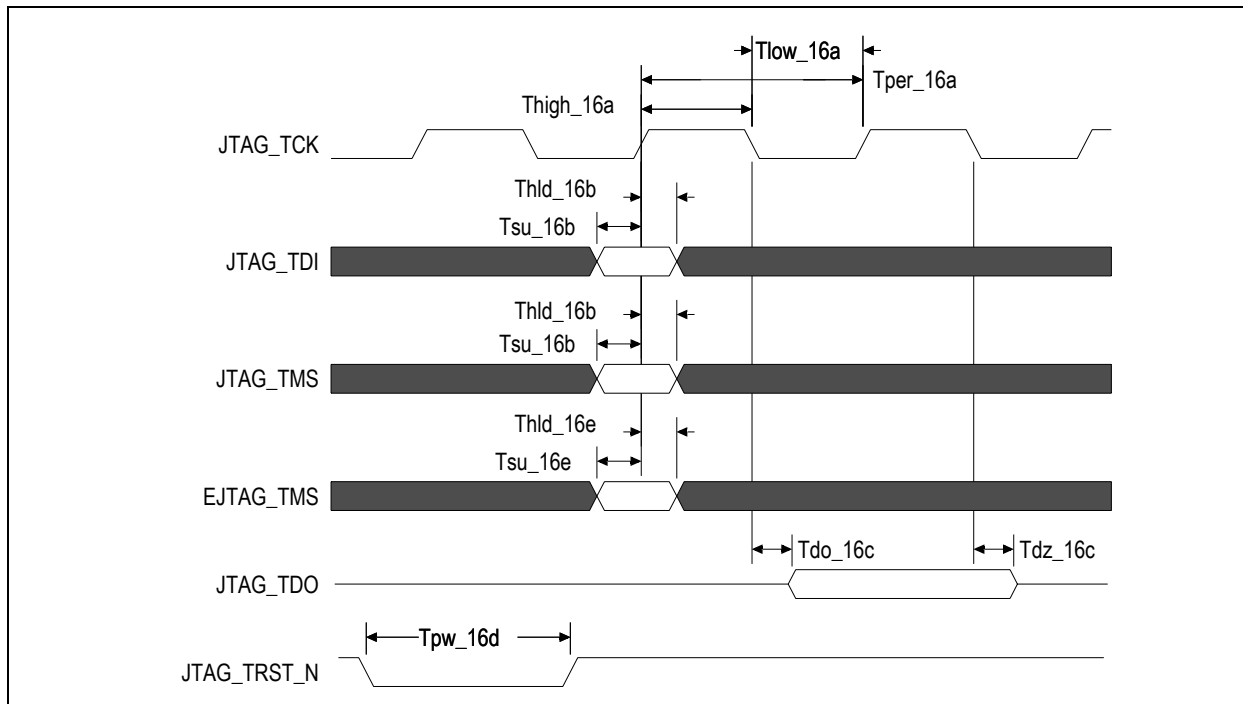 Tlow_16a
Tper_16a
Thigh_16a
JTAG_TCK
Thld_16b
Tsu_16b
JTAG_TDI
Thld_16b
Tsu_16b
JTAG_TMS
Thld_16e
Tsu_16e
EJTAG_TMS
Tdo_16c
Tdz_16c
JTAG_TDO
Tpw_16d
JTAG_TRST_N